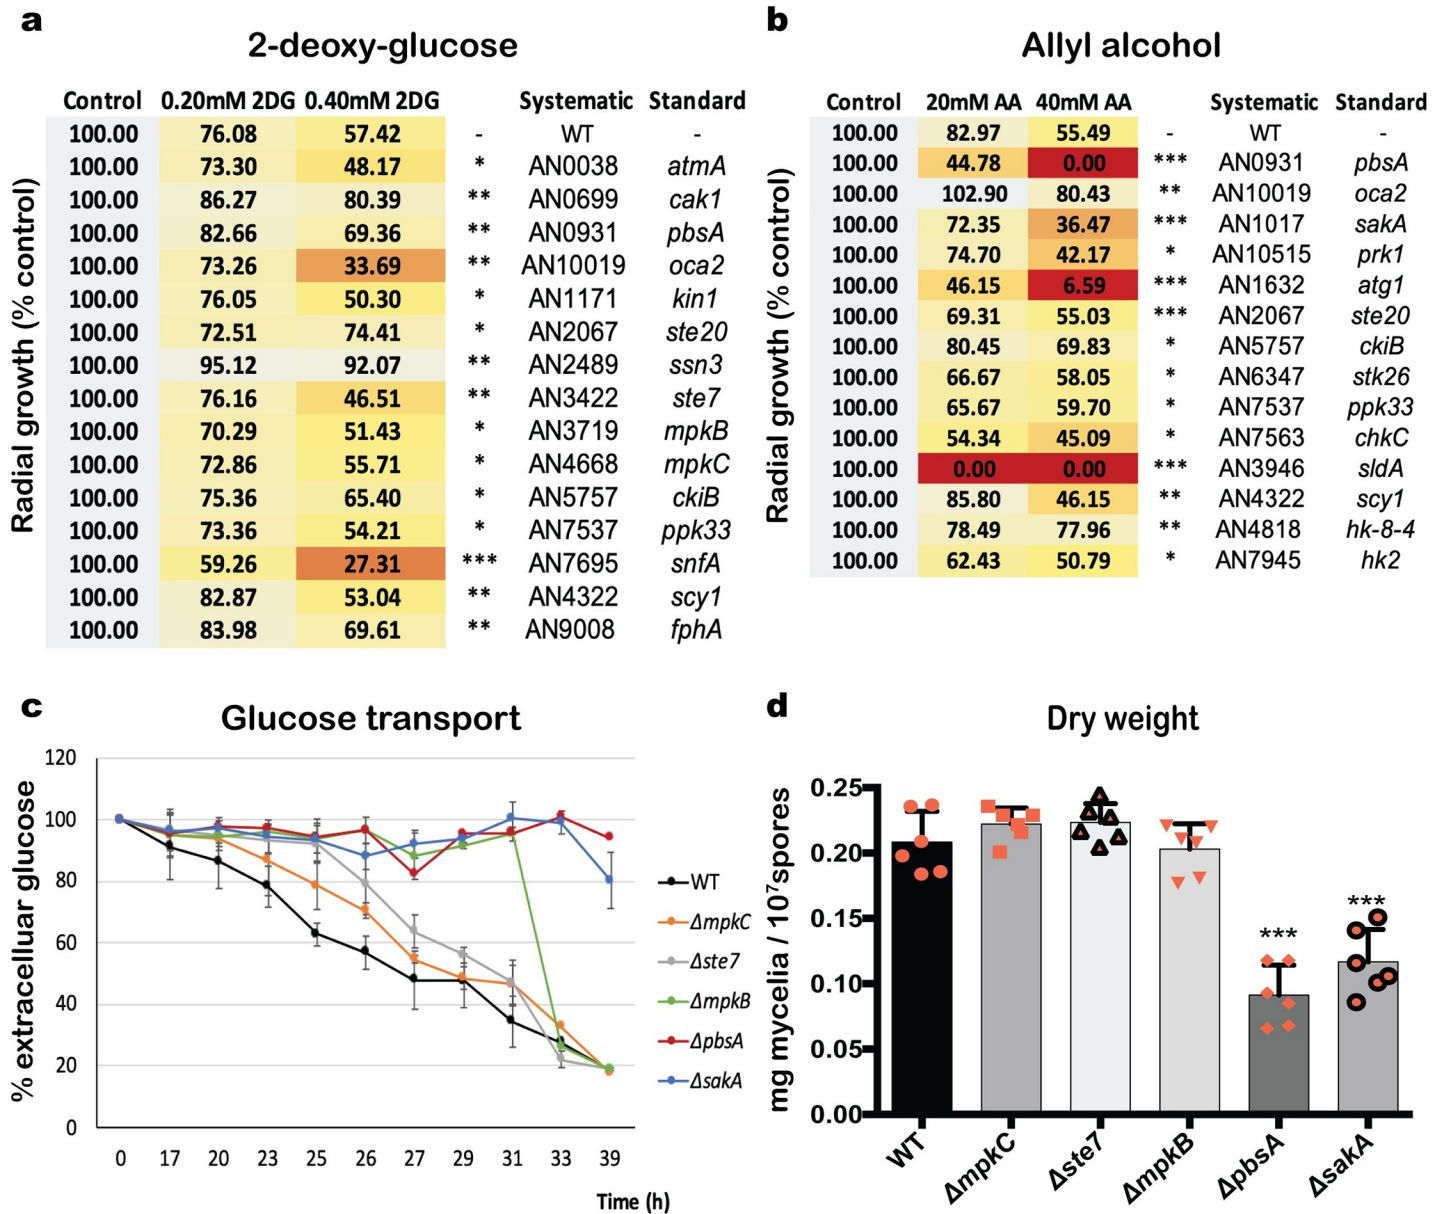 a
2-deoxy-glucose
Control 0.20mM 2DG 0.40mM 2DG Systematic Standard
100.00 76.08 57.42 - WT -
100.00 73.30 48.17 * AN0038 atmA
100.00 86.27 80.39 ** AN0699 cak1
100.00 82.66 69.36 ** AN0931 pbsA
100.00 73.26 33.69 ** AN10019 oca2
100.00 76.05 50.30 * AN1171 kin1
100.00 72.51 74.41 * AN2067 ste20
100.00 95.12 92.07 ** AN2489 ssn3
100.00 76.16 46.51 ** AN3422 ste7
100.00 70.29 51.43 * AN3719 mpkB
100.00 72.86 55.71 * AN4668 mpkC
100.00 75.36 65.40 * AN5757 ckiB
100.00 73.36 54.21 * AN7537 ppk33
100.00 59.26 27.31 *** AN7695 snfA
100.00 82.87 53.04 ** AN4322 scy1
100.00 83.98 69.61 ** AN9008 fphA
Radial growth (% control)
b
Allyl alcohol
Control 20mM AA 40mM AA Systematic Standard
100.00 82.97 55.49 - WT -
100.00 44.78 0.00 *** AN0931 pbsA
100.00 102.90 80.43 ** AN10019 oca2
100.00 72.35 36.47 *** AN1017 sakA
100.00 74.70 42.17 * AN10515 prk1
100.00 46.15 6.59 *** AN1632 atg1
100.00 69.31 55.03 *** AN2067 ste20
100.00 80.45 69.83 * AN5757 ckiB
100.00 66.67 58.05 * AN6347 stk26
100.00 65.67 59.70 * AN7537 ppk33
100.00 54.34 45.09 * AN7563 chkC
100.00 0.00 0.00 *** AN3946 sldA
100.00 85.80 46.15 ** AN4322 scy1
100.00 78.49 77.96 ** AN4818 hk-8-4
100.00 62.43 50.79 * AN7945 hk2
Radial growth (% control)
c
Glucose transport
% extracelluar glucose
120
100
80
60
40
20
0
0 17 20 23 25 26 27 29 31 33 39
Time (h)
WT
ΔmpkC
Δste7
ΔmpkB
ΔpbsA
ΔsakA
d
Dry weight
mg mycelia / 10⁷spores
0.25
0.20
0.15
0.10
0.05
0.00
***
***
WT ΔmpkC Δste7 ΔmpkB ΔpbsA ΔsakA